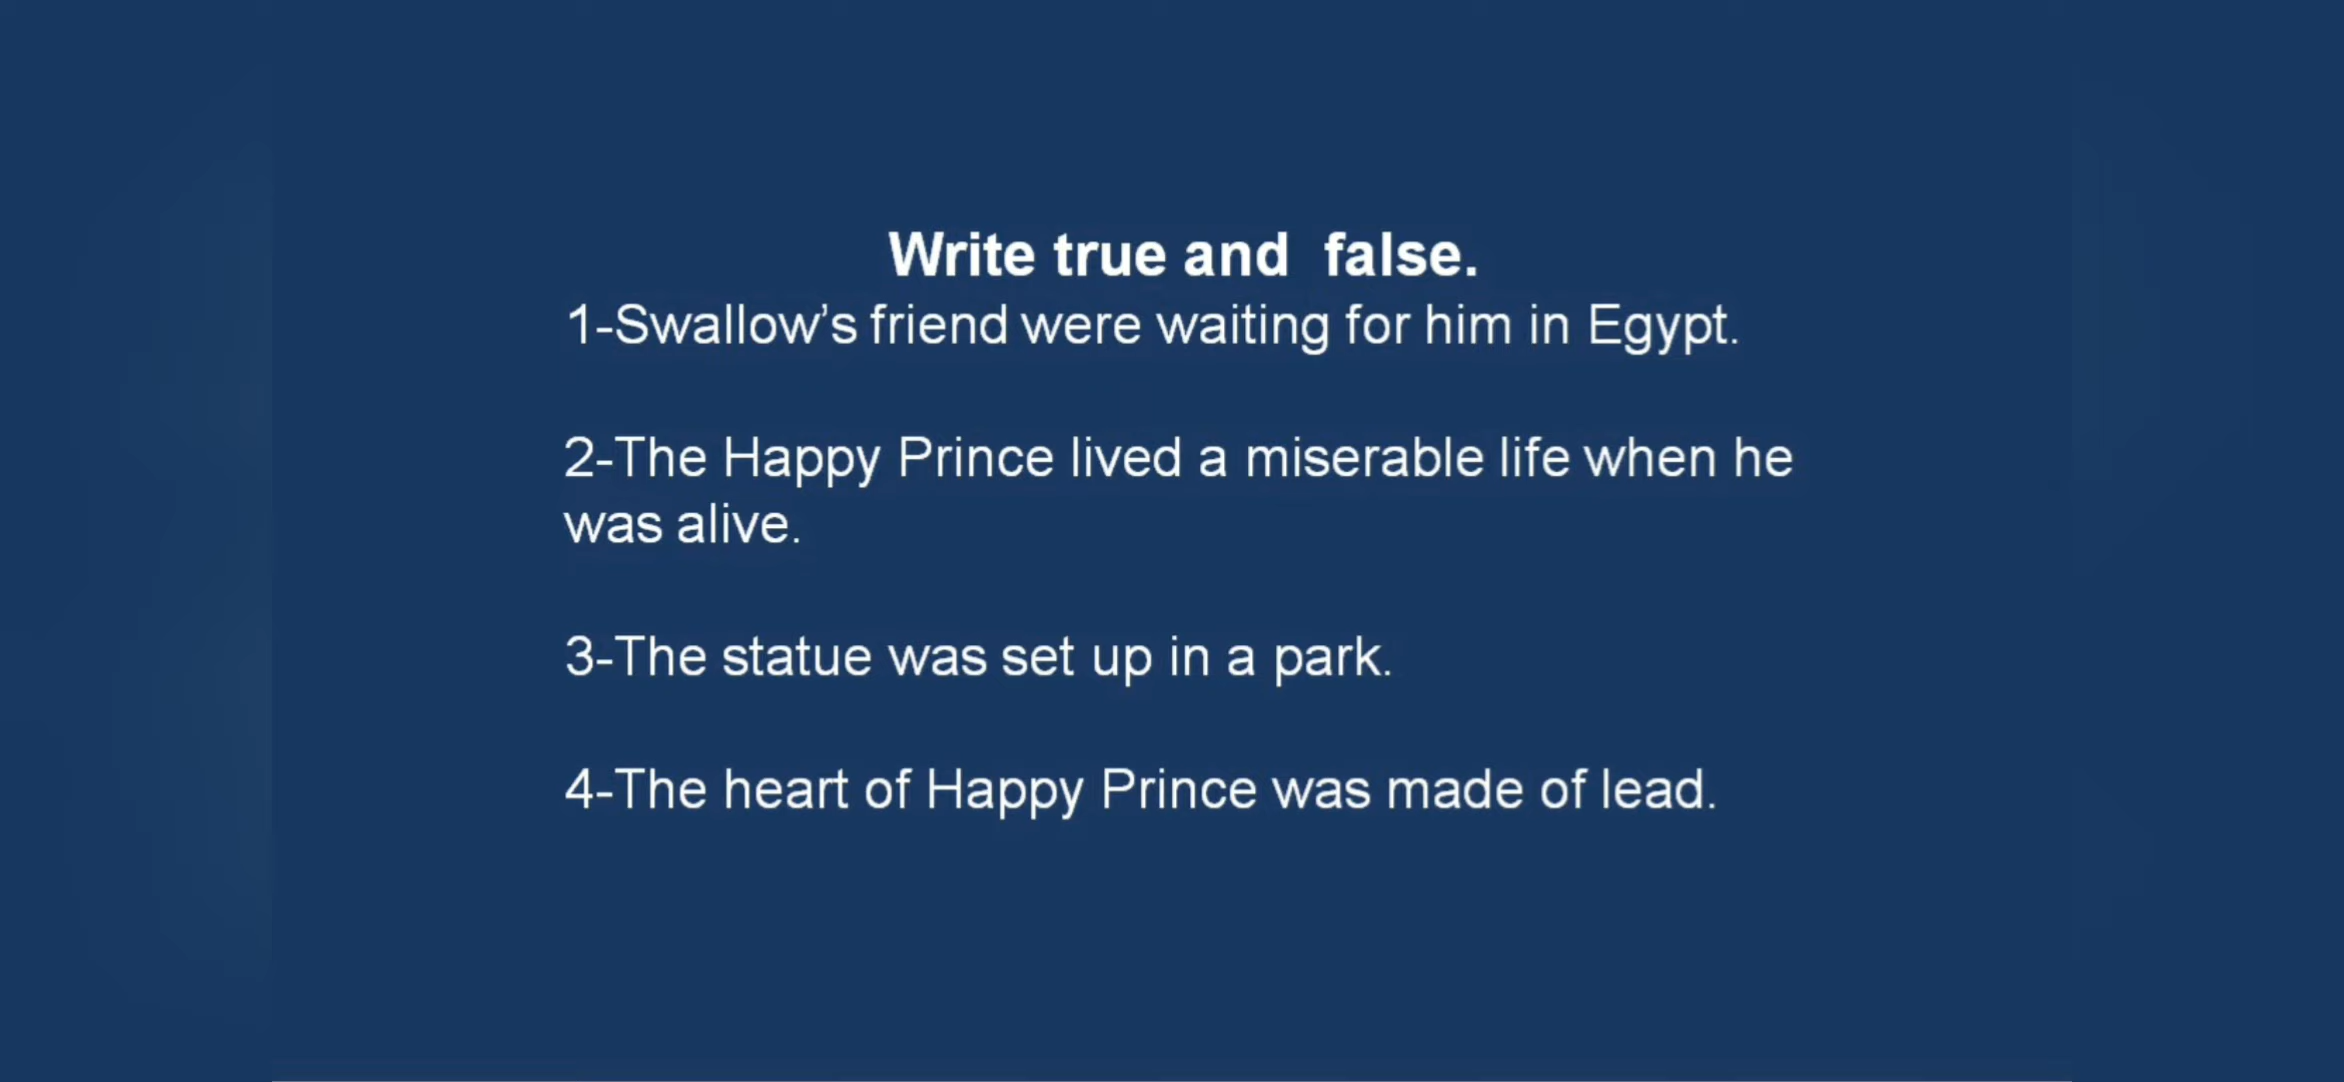 Write true and  false.
1-Swallow’s friend were waiting for him in Egypt.
2-The Happy Prince lived a miserable life when he
was alive.
3-The statue was set up in a park.
4-The heart of Happy Prince was made of lead.